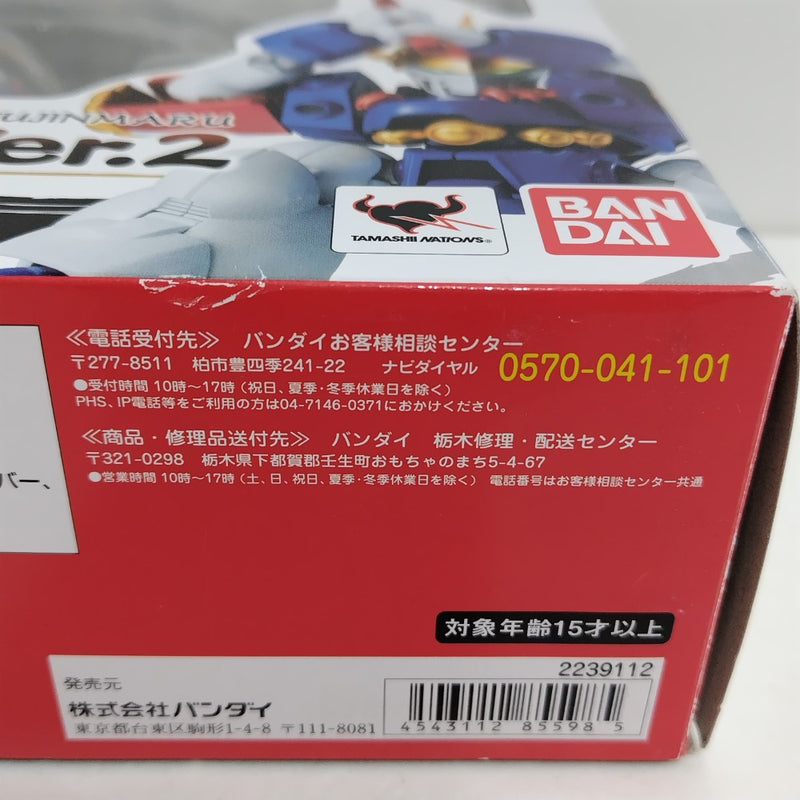 UJINMARU
Ver.2
TAMASHII NATIONS®
BAN
DAI
≪電話受付先≫ バンダイお客様相談センター
〒277-8511 柏市豊四季241-22 ナビダイヤル 0570-041-101
●受付時間 10時〜17時(祝日、夏季・冬季休業日を除く)
PHS、IP電話等をご利用の方は04-7146-0371におかけください。
≪商品・修理品送付先≫ バンダイ 栃木修理・配送センター
〒321-0298 栃木県下都賀郡壬生町おもちゃのまち5-4-67
●営業時間 10時〜17時(土、日、祝日、夏季・冬季休業日を除く) 電話番号はお客様相談センター共通
バー、
対象年齢15才以上
発売元
株式会社バンダイ
東京都台東区駒形1-4-8 〒111-8081
2239112
4543112 855985